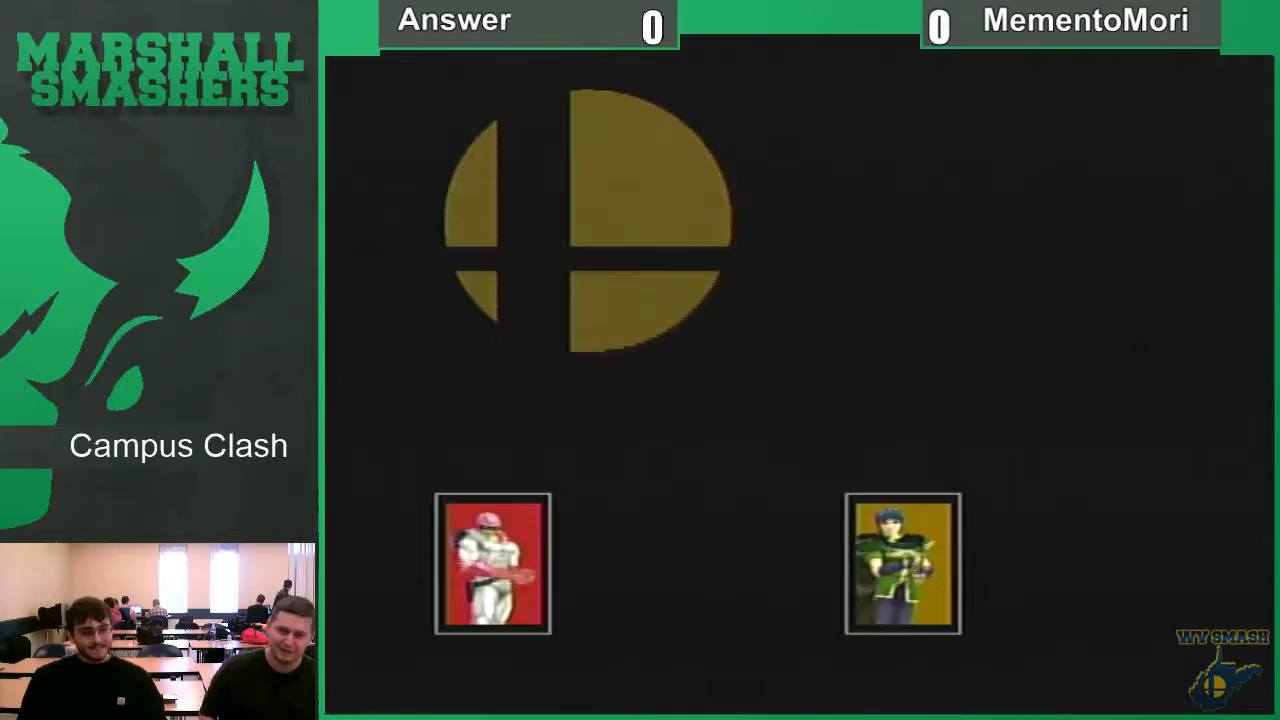 MARSHALL
SMASHERS
Answer
0
0
MementoMori
Campus Clash
WV SMASH